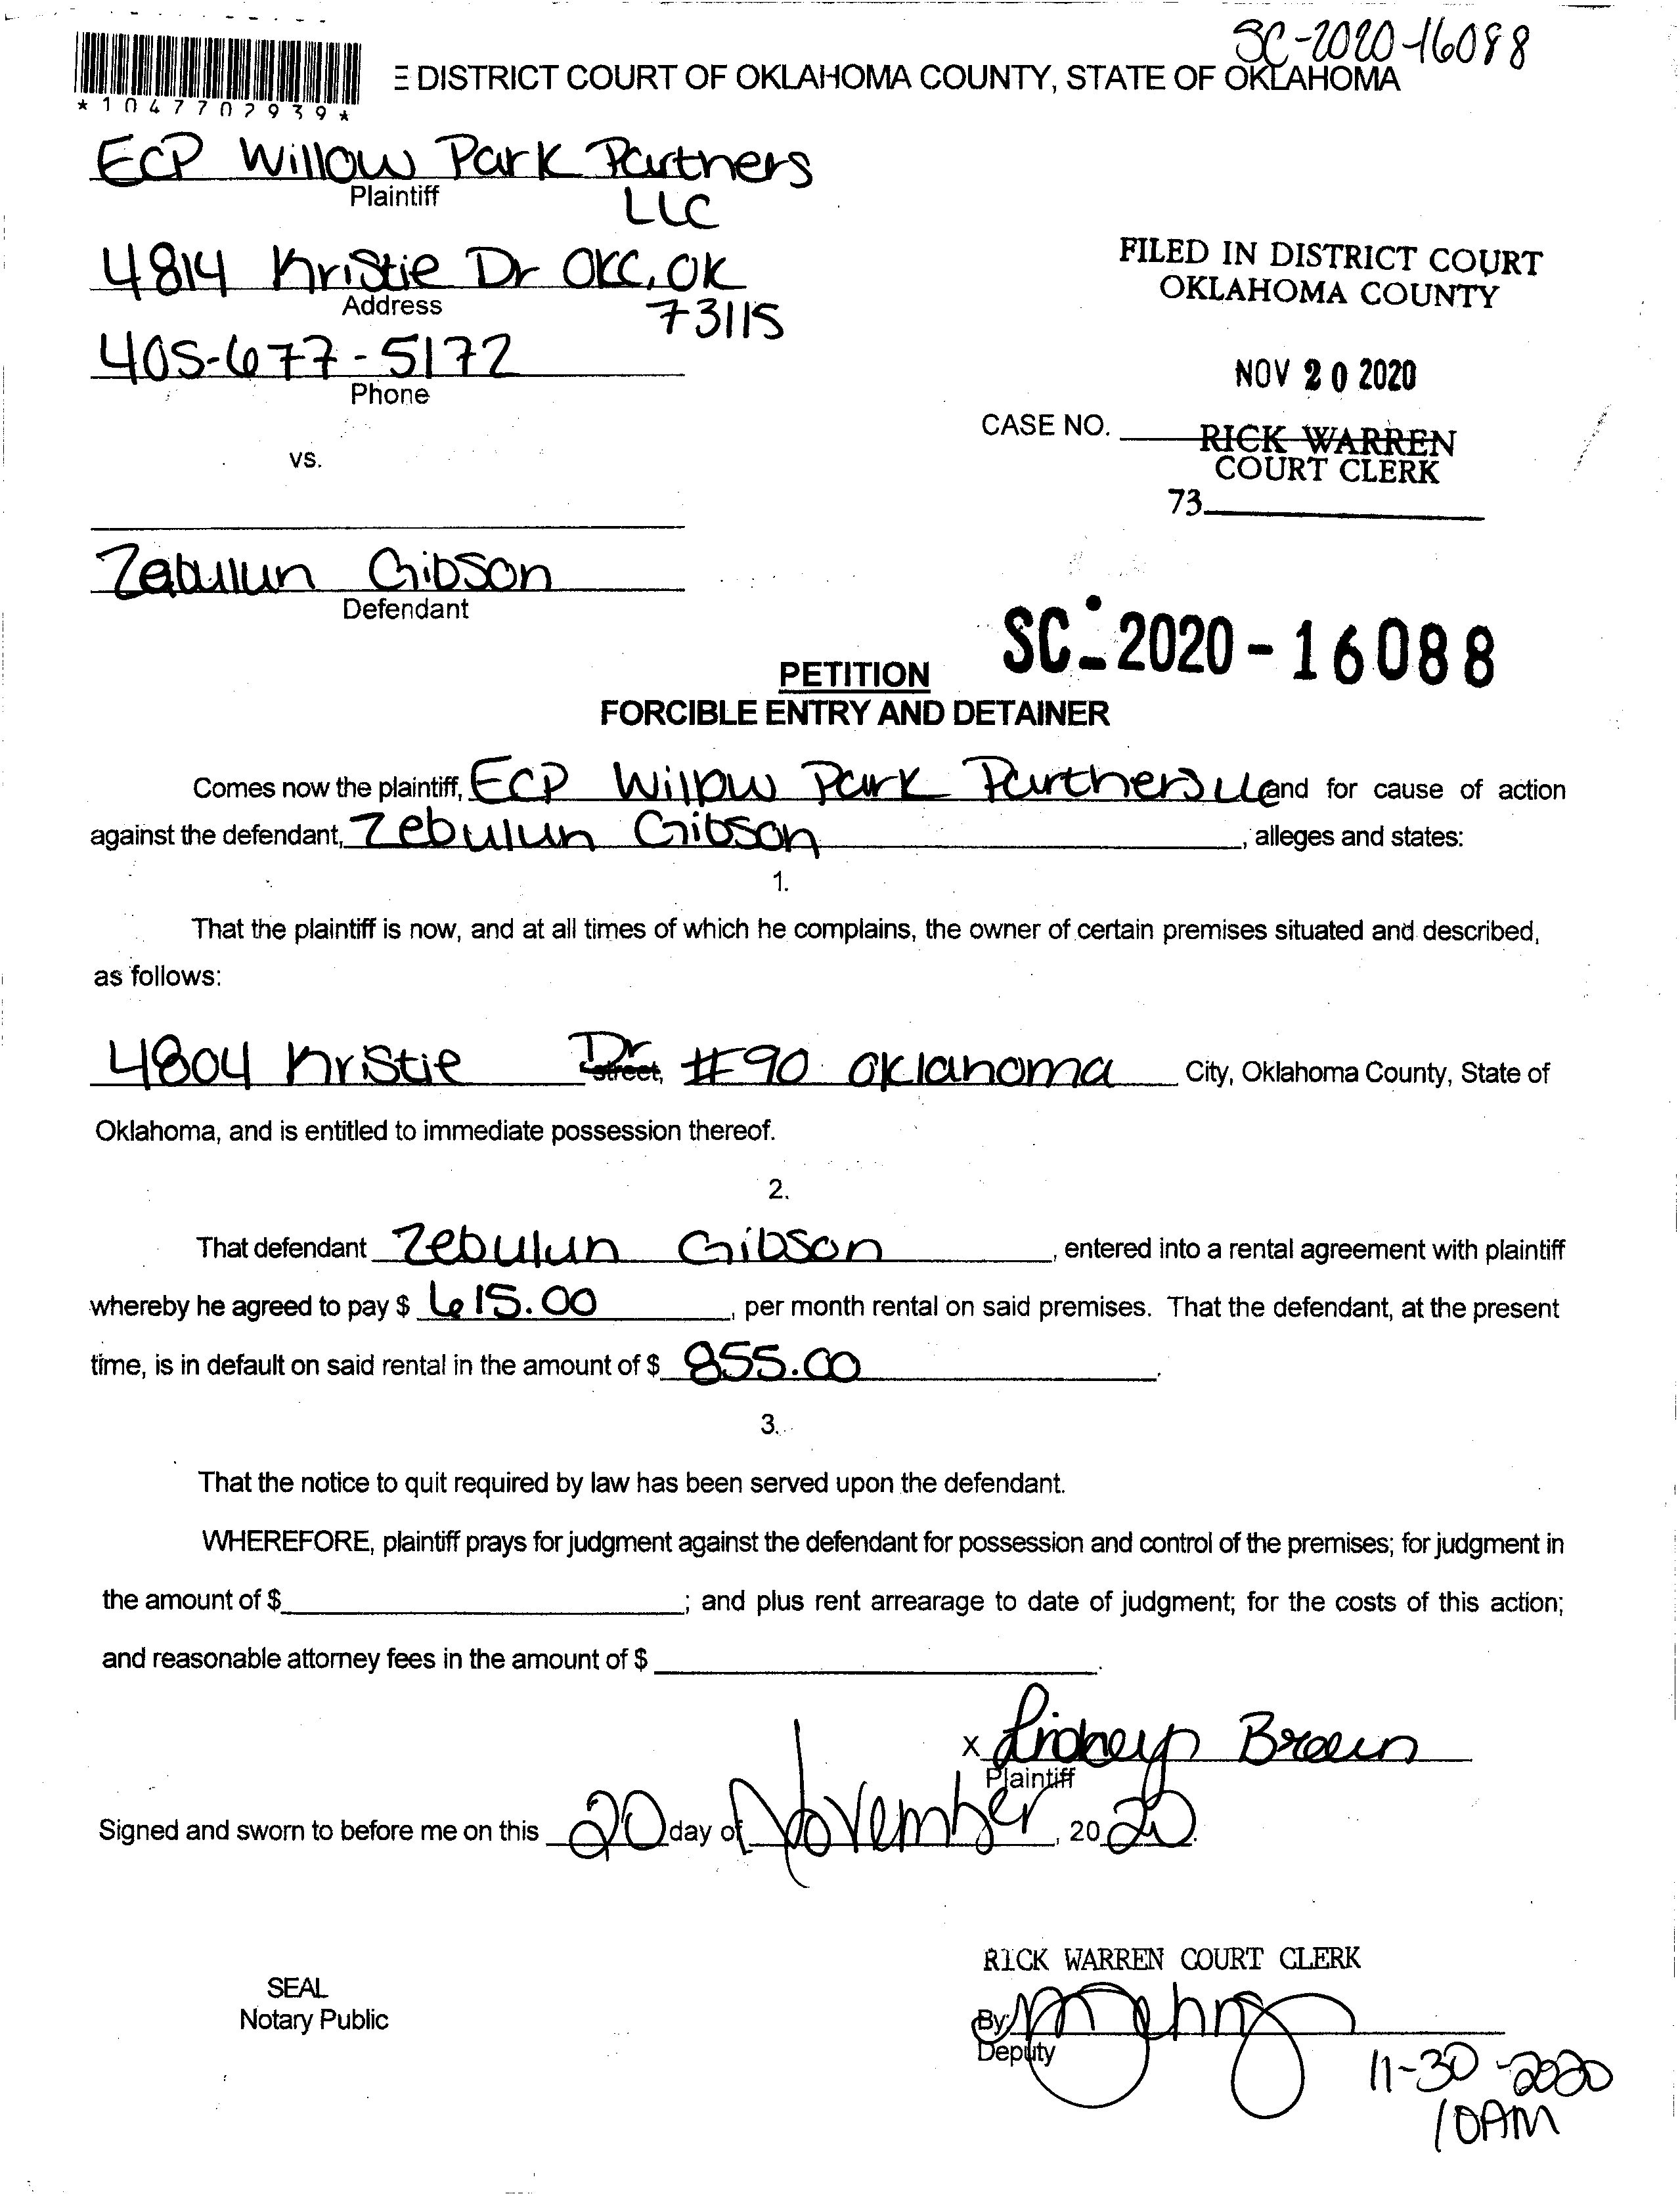 SC-2020-16088
E DISTRICT COURT OF OKLAHOMA COUNTY, STATE OF OKLAHOMA
*1047702939*
ECP Willow Park Partners
Plaintiff
LLC
4814 Kristie Dr OKC, OK
Address
73115
405-677-5172
Phone
FILED IN DISTRICT COURT
OKLAHOMA COUNTY
NOV 20 2020
CASE NO.
RICK WARREN
COURT CLERK
73
vs.
Zebulun Gibson
Defendant
SC-2020-16088
PETITION
FORCIBLE ENTRY AND DETAINER
Comes now the plaintiff, ECP Willow Park Partners LLC and for cause of action
against the defendant, Zebulun Gibson, alleges and states:
1.
That the plaintiff is now, and at all times of which he complains, the owner of certain premises situated and described,
as follows:
4804 Kristie Dr street, #90 Oklahoma City, Oklahoma County, State of
Oklahoma, and is entitled to immediate possession thereof.
2.
That defendant Zebulun Gibson, entered into a rental agreement with plaintiff
whereby he agreed to pay $ 615.00, per month rental on said premises. That the defendant, at the present
time, is in default on said rental in the amount of $ 855.00.
3.
That the notice to quit required by law has been served upon the defendant.
WHEREFORE, plaintiff prays for judgment against the defendant for possession and control of the premises; for judgment in
the amount of $; and plus rent arrearage to date of judgment; for the costs of this action;
and reasonable attorney fees in the amount of $.
X
Plaintiff
Signed and sworn to before me on this 20 day of November, 2020.
RICK WARREN COURT CLERK
SEAL
Notary Public
By:
Deputy
11-30-2020
10AM